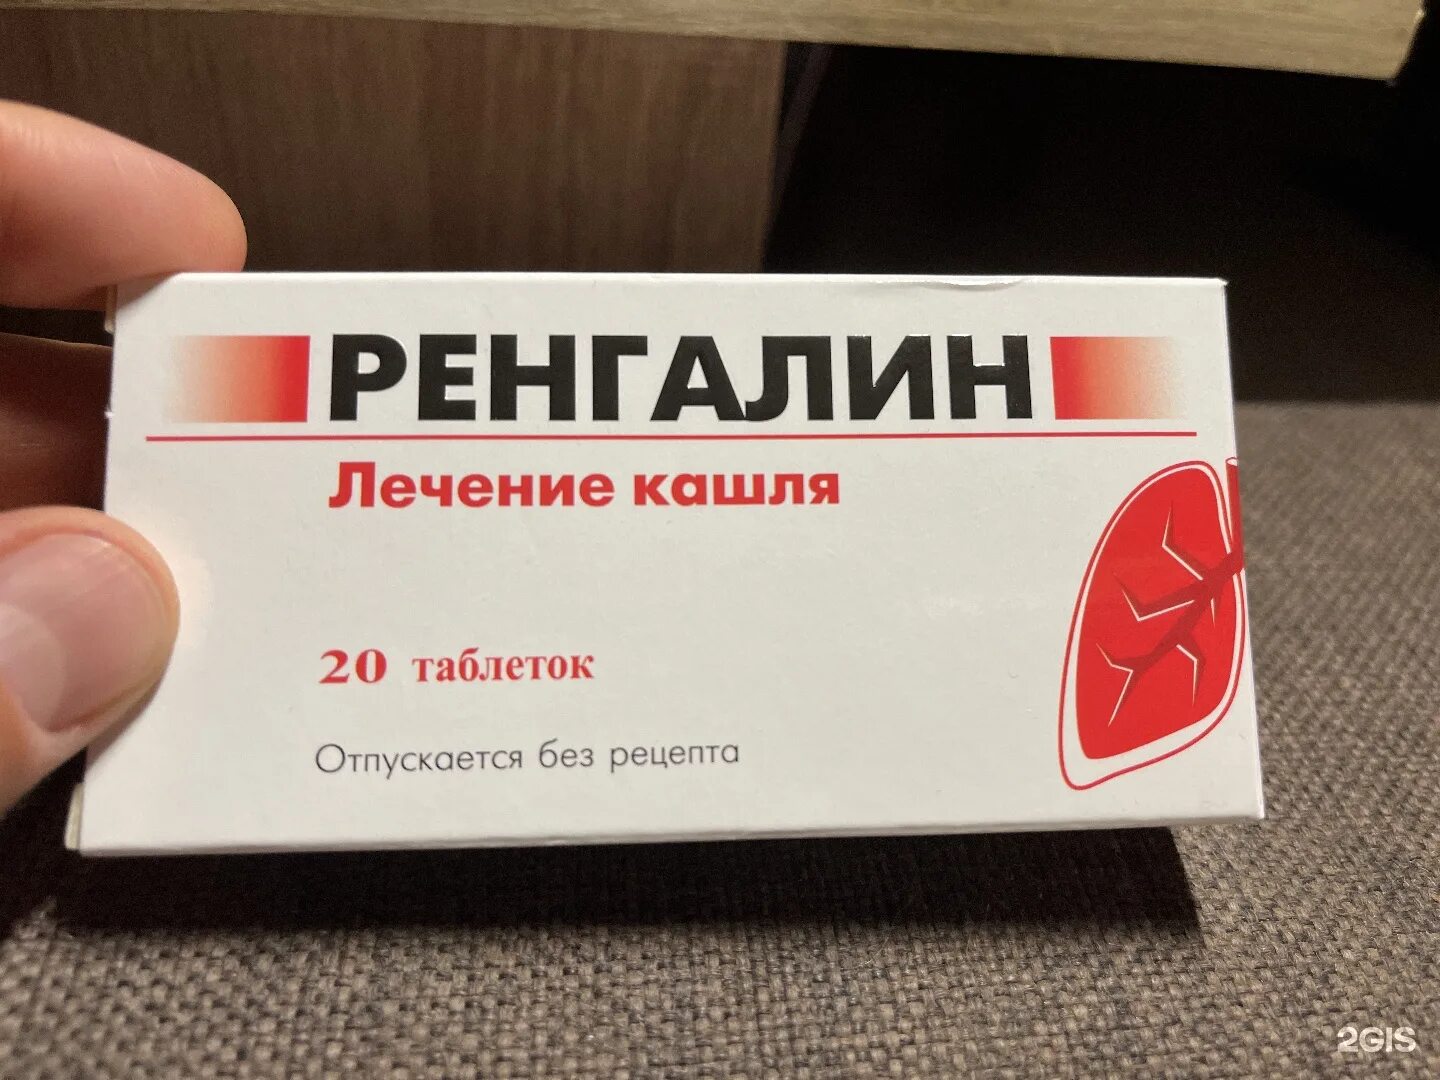 РЕНГАЛИН
Лечение кашля
20 таблеток
Отпускается без рецепта
2GIS